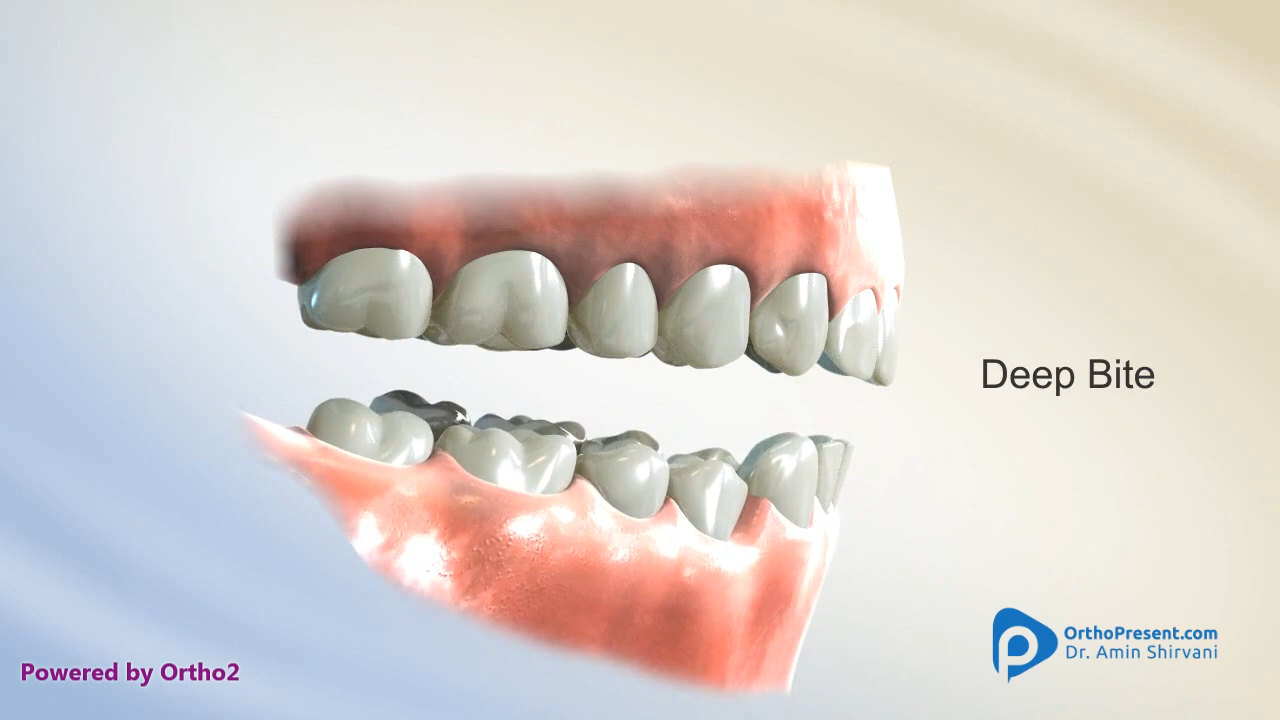 Deep Bite
OrthoPresent.com
Dr. Amin Shirvani
Powered by Ortho2